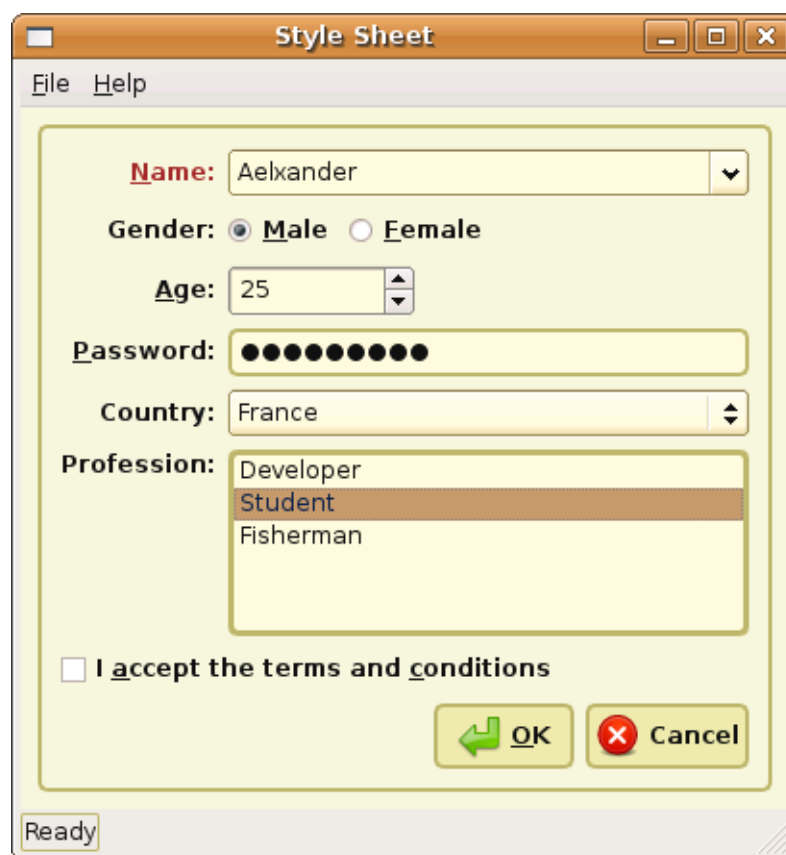 Style Sheet
File Help
Name: Aelxander
Gender: Male Female
Age: 25
Password: ●●●●●●●●●
Country: France
Profession: Developer
Student
Fisherman
I accept the terms and conditions
OK Cancel
Ready